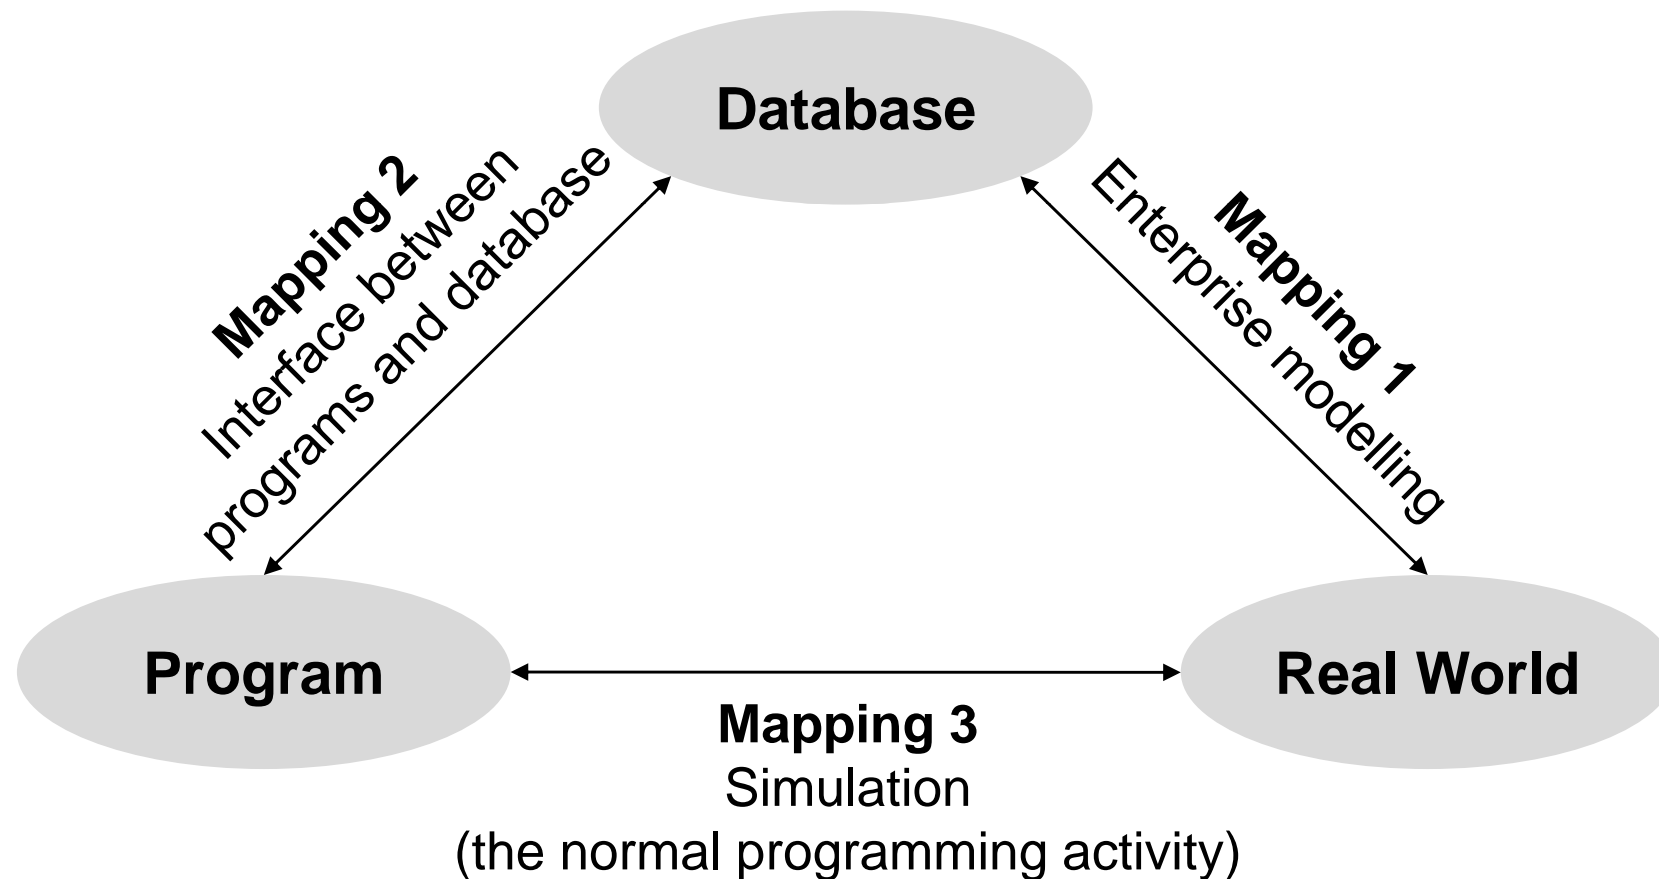 Database
Mapping 2
Interface between
programs and database
Mapping 1
Enterprise modelling
Program
Real World
Mapping 3
Simulation
(the normal programming activity)